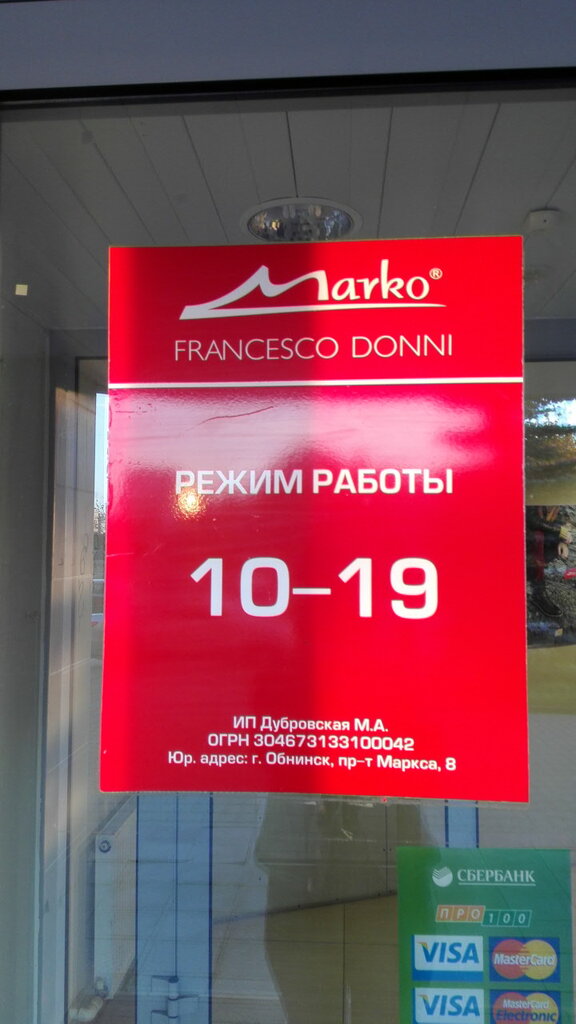 Marko®
FRANCESCO DONNI
РЕЖИМ РАБОТЫ
10–19
ИП Дубровская М.А.
ОГРН 304673133100042
Юр. адрес: г. Обнинск, пр-т Маркса, 8
СБЕРБАНК
ПРО100
VISA MasterCard
VISA MasterCard Electronic